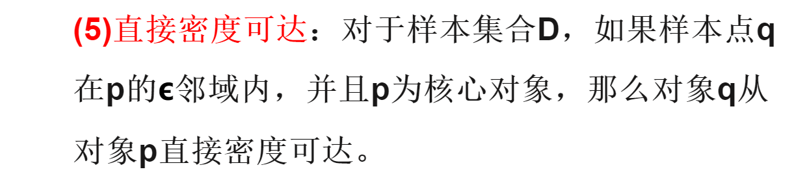 (5)直接密度可达：对于样本集合D，如果样本点q
在p的ϵ邻域内，并且p为核心对象，那么对象q从
对象p直接密度可达。